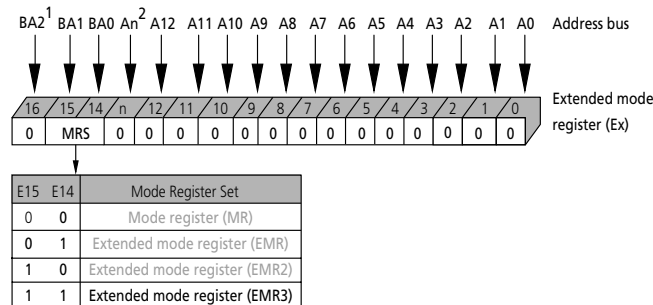 BA2¹ BA1 BA0 An² A12 A11 A10 A9 A8 A7 A6 A5 A4 A3 A2 A1 A0 Address bus
16 15 14 n 12 11 10 9 8 7 6 5 4 3 2 1 0 Extended mode
register (Ex)
0 MRS 0 0 0 0 0 0 0 0 0 0 0 0 0 0
E15 E14 Mode Register Set
0 0 Mode register (MR)
0 1 Extended mode register (EMR)
1 0 Extended mode register (EMR2)
1 1 Extended mode register (EMR3)